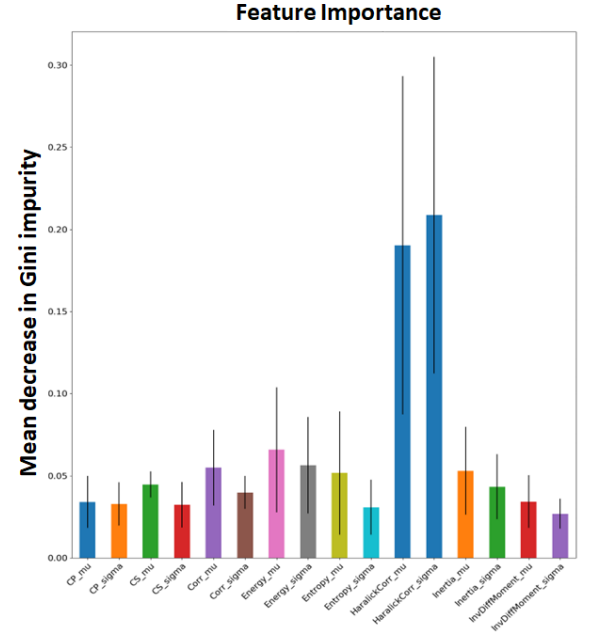 Feature Importance
Mean decrease in Gini impurity
0.30
0.25
0.20
0.15
0.10
0.05
0.00
CP_mu
CP_sigma
CS_mu
CS_sigma
Corr_mu
Corr_sigma
Energy_mu
Energy_sigma
Entropy_mu
Entropy_sigma
HaralickCorr_mu
HaralickCorr_sigma
Inertia_mu
Inertia_sigma
InvDiffMoment_mu
InvDiffMoment_sigma